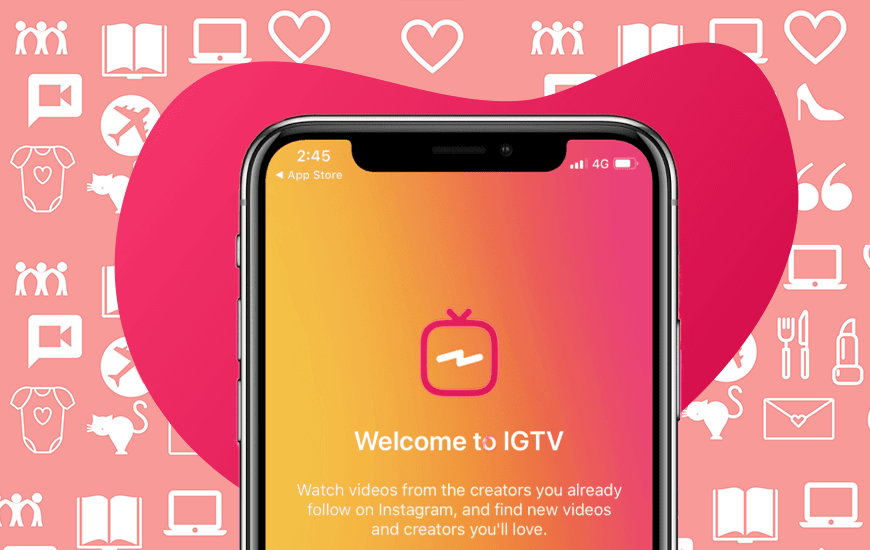 2:45
4G
◀ App Store
Welcome to IGTV
Watch videos from the creators you already
follow on Instagram, and find new videos
and creators you'll love.